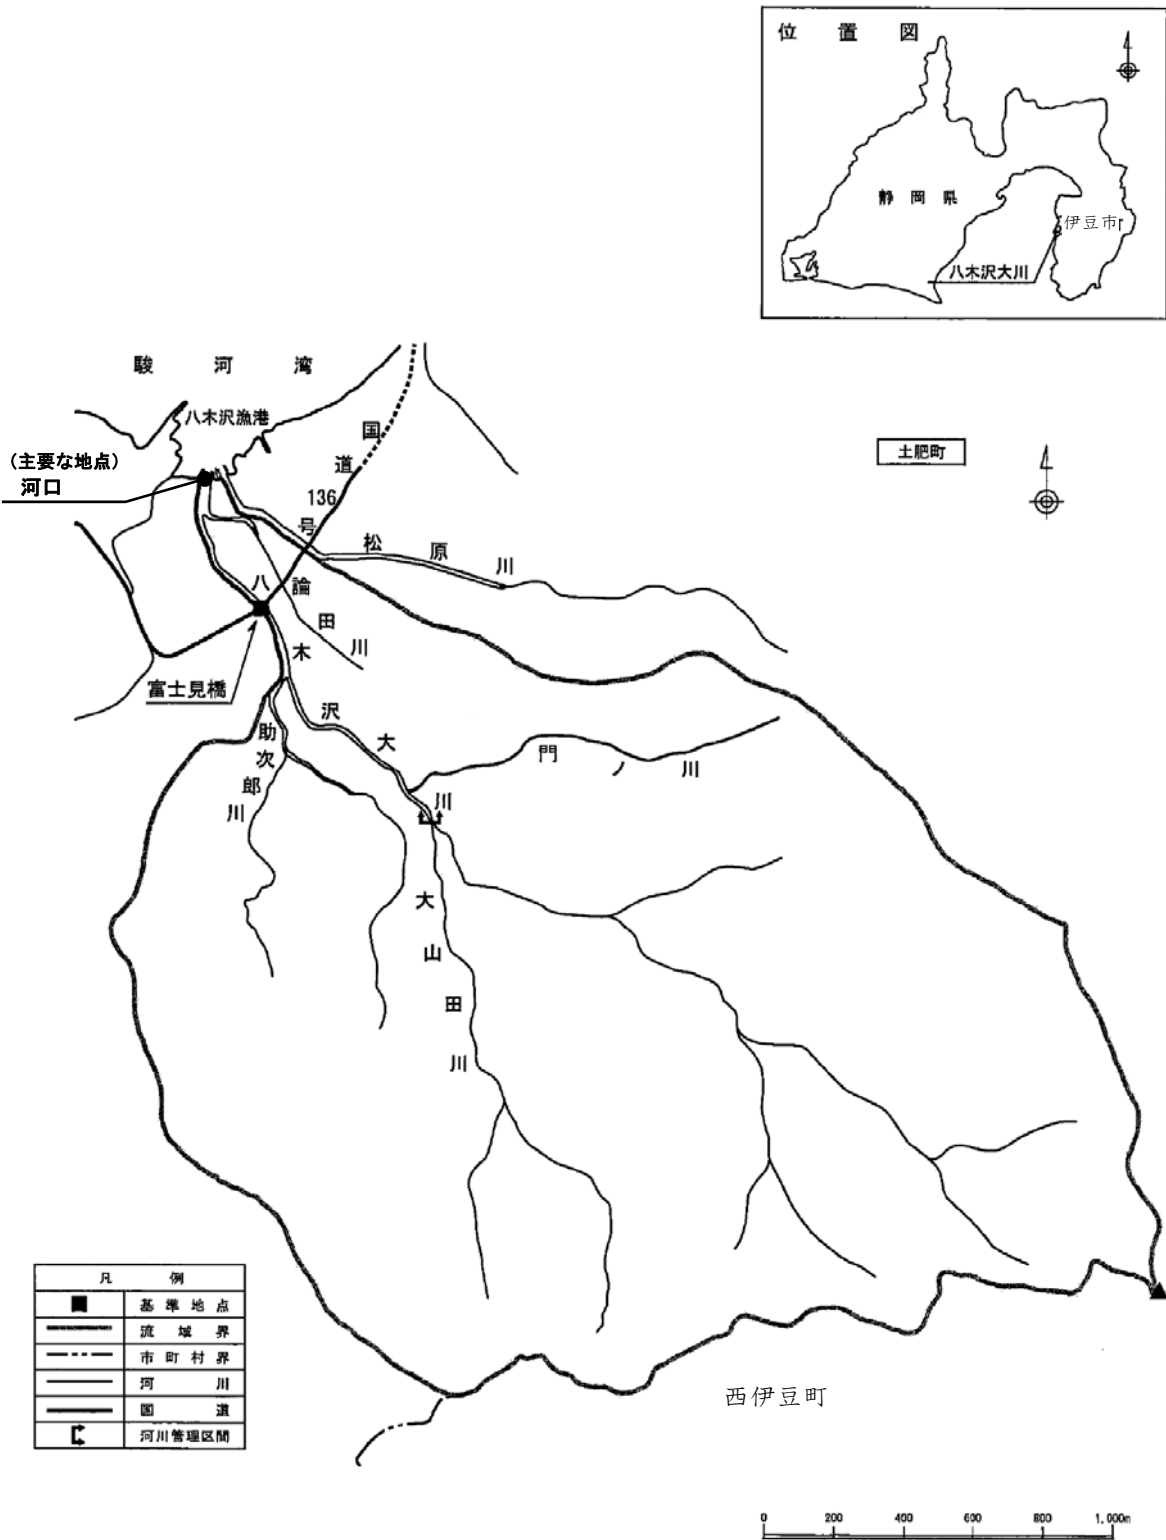 位置図
静岡県
伊豆市
八木沢大川
駿河湾
八木沢漁港
(主要な地点)
河口
国道
136
号
土肥町
松原川
論田川
八木沢大川
富士見橋
助次郎川
門ノ川
大山田川
西伊豆町
凡例
基準地点
流域界
市町村界
河川
国道
河川管理区間
0 200 400 600 800 1,000m